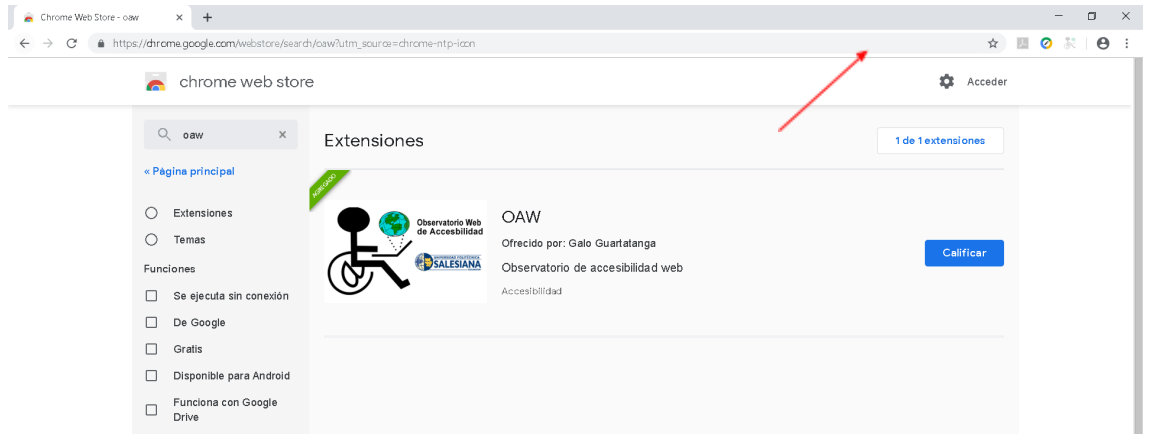 Chrome Web Store - oaw
https://chrome.google.com/webstore/search/oaw?utm_source=chrome-ntp-icon
chrome web store
Acceder
oaw
Extensiones
1 de 1 extensiones
« Página principal
AGREGADO
Extensiones
Temas
Funciones
Se ejecuta sin conexión
De Google
Gratis
Disponible para Android
Funciona con Google
Drive
Observatorio Web
de Accesbilidad
UNIVERSIDAD POLITÉCNICA
SALESIANA
OAW
Ofrecido por: Galo Guartatanga
Observatorio de accesibilidad web
Accesibilidad
Calificar